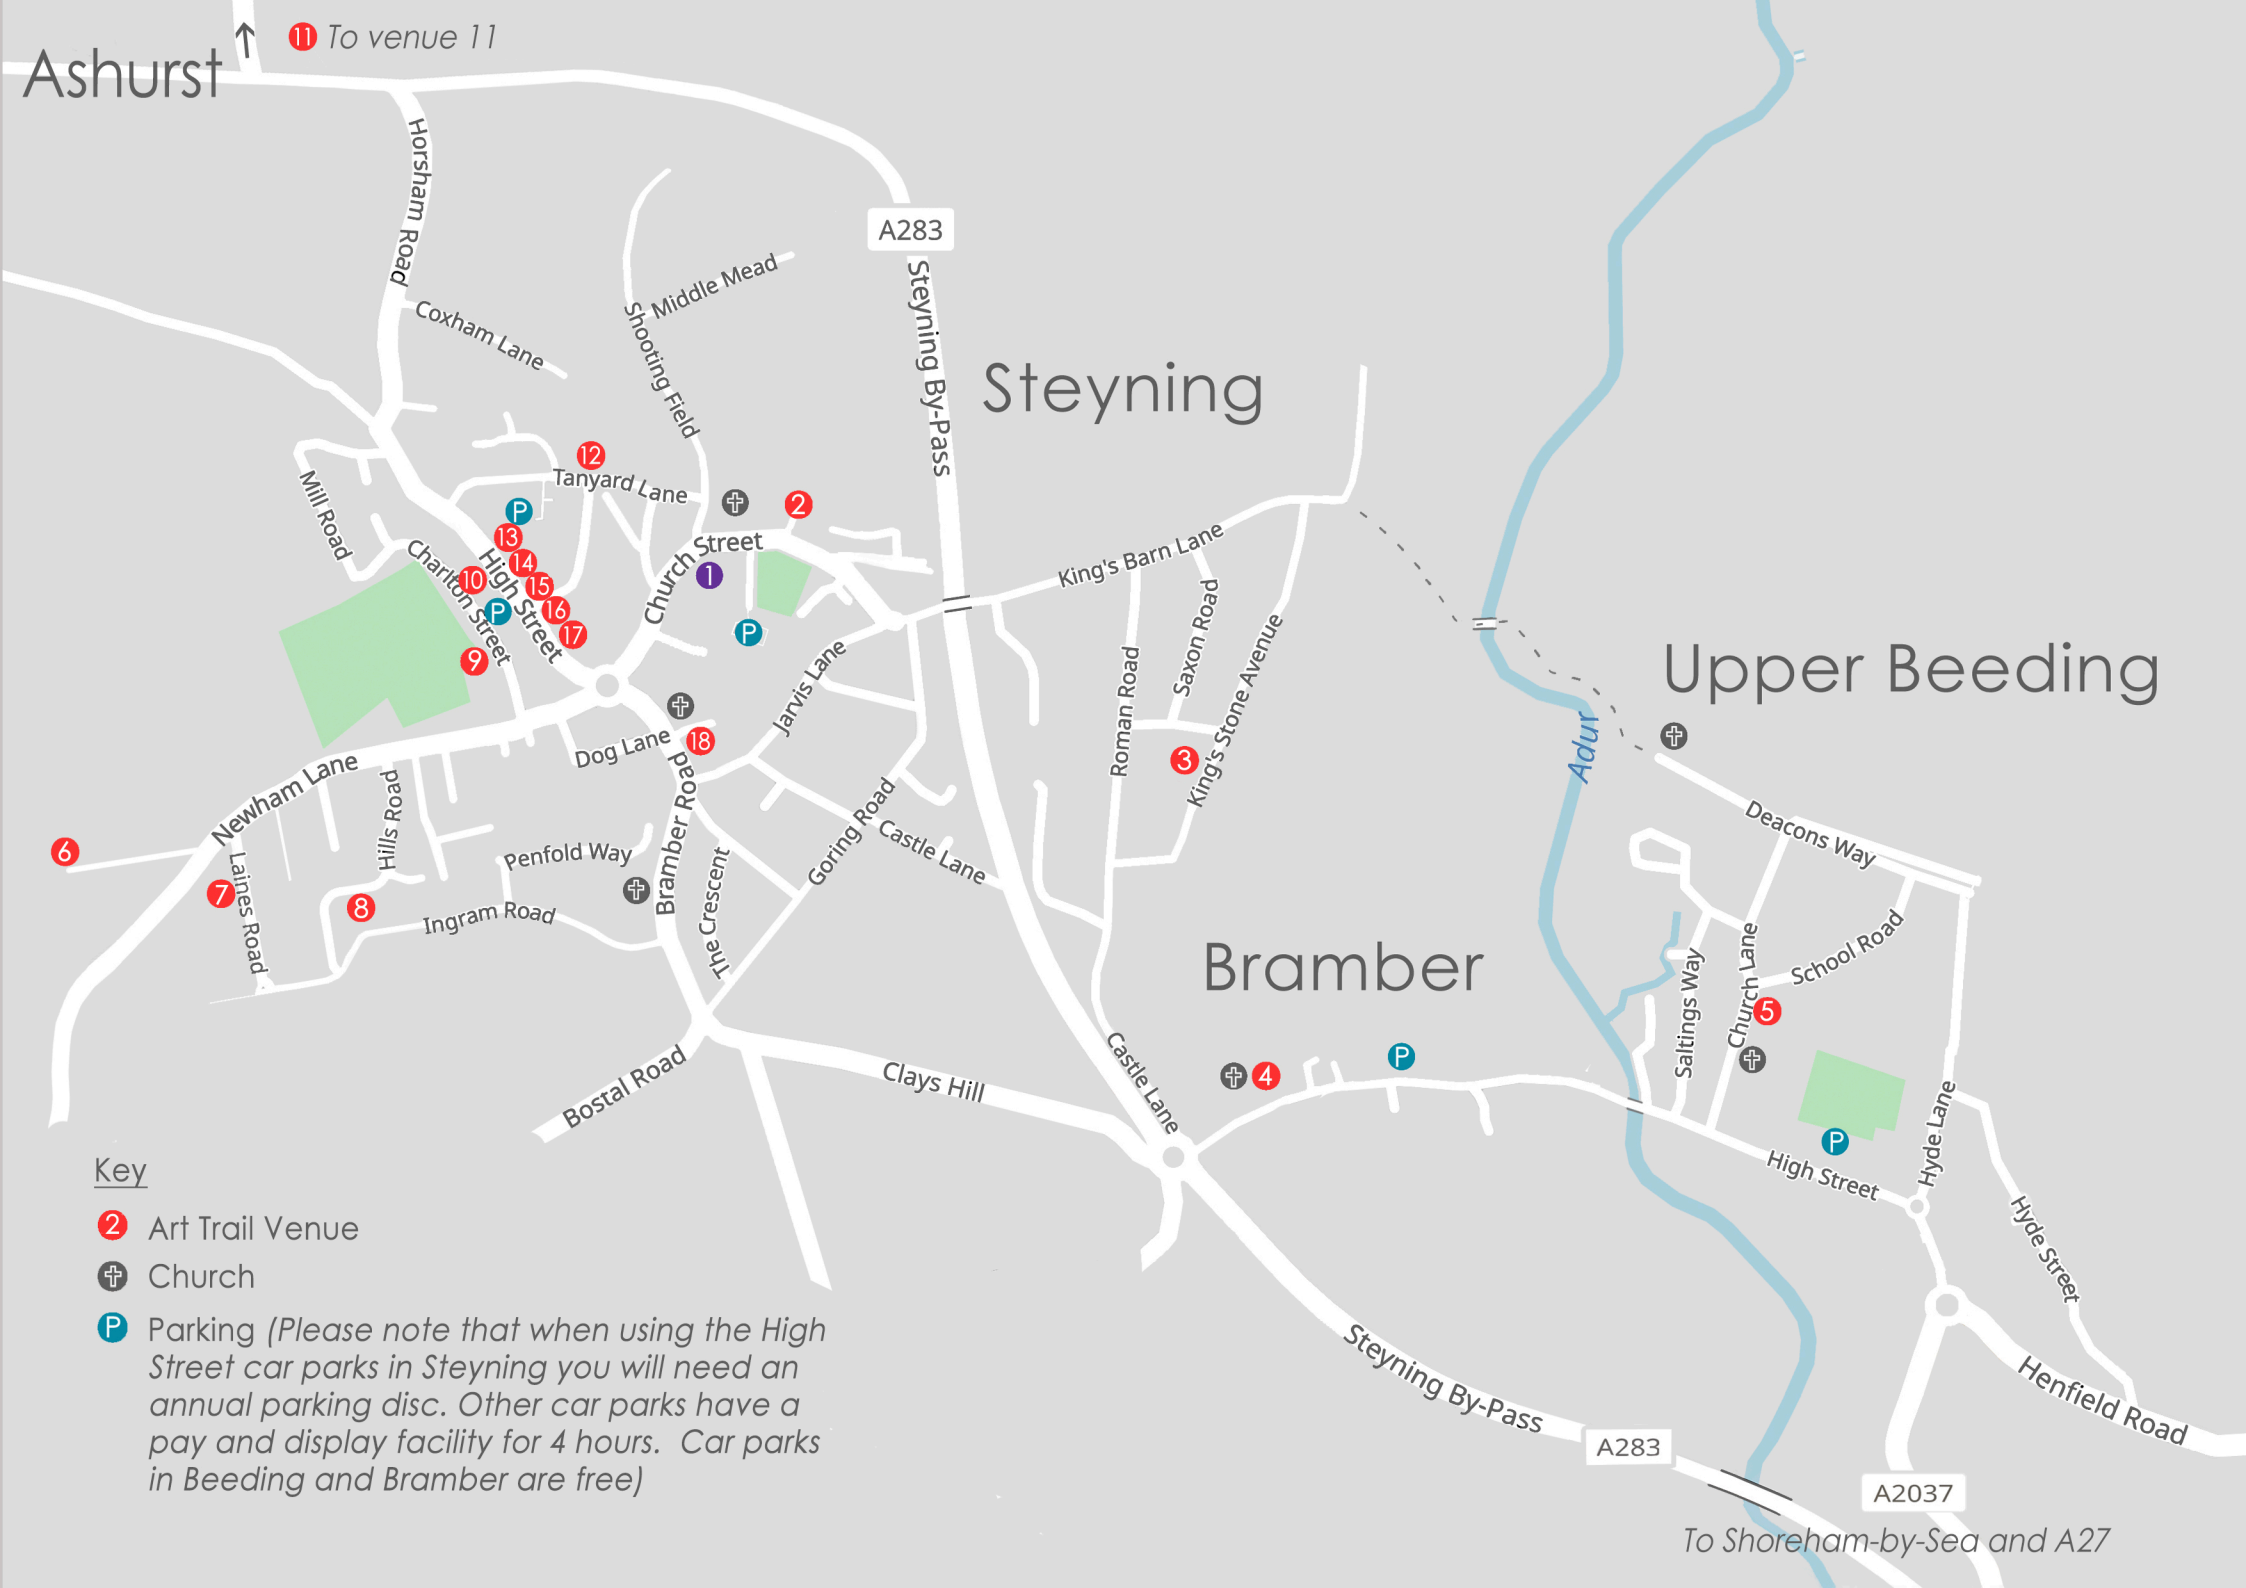 11 To venue 11
Ashurst
Horsham Road
A283
Steyning By-Pass
Middle Mead
Shooting Field
Coxham Lane
Steyning
12
Tanyard Lane
Mill Road
P
2
13
Church Street
High Street
14
Charlton Street
10
15
1
P
16
17
P
9
King's Barn Lane
Saxon Road
Roman Road
King's Stone Avenue
3
Jarvis Lane
Upper Beeding
Adur
Dog Lane
18
Newham Lane
Hills Road
6
7
Laines Road
8
Penfold Way
Ingram Road
Bramber Road
The Crescent
Goring Road
Castle Lane
Deacons Way
School Road
Church Lane
Saltings Way
5
Bramber
Castle Lane
4
P
Clays Hill
Bostal Road
P
High Street
Hyde Lane
Hyde Street
Key
2 Art Trail Venue
Church
P Parking (Please note that when using the High
Street car parks in Steyning you will need an
annual parking disc. Other car parks have a
pay and display facility for 4 hours. Car parks
in Beeding and Bramber are free)
Steyning By-Pass
A283
Henfield Road
A2037
To Shoreham-by-Sea and A27